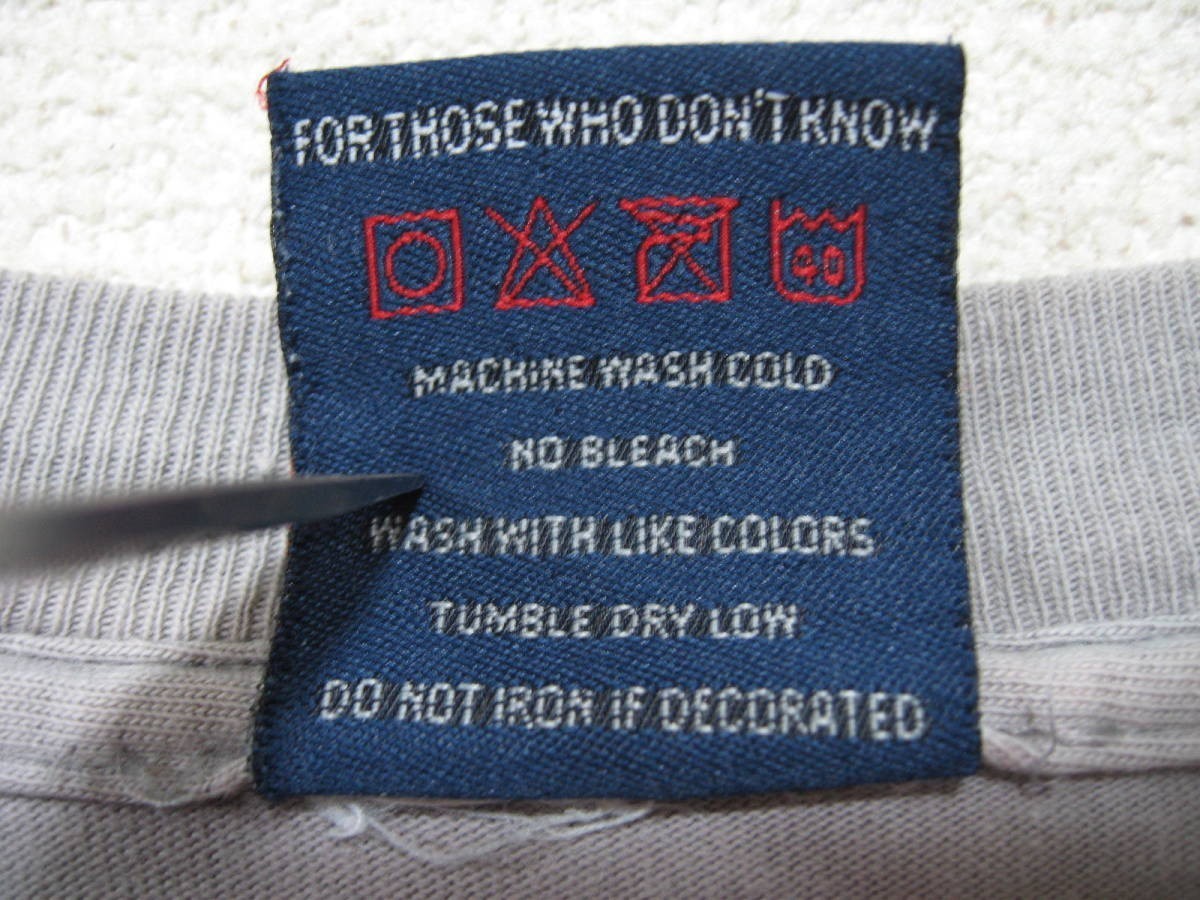 FOR THOSE WHO DON'T KNOW
40
MACHINE WASH COLD
NO BLEACH
WASH WITH LIKE COLORS
TUMBLE DRY LOW
DO NOT IRON IF DECORATED